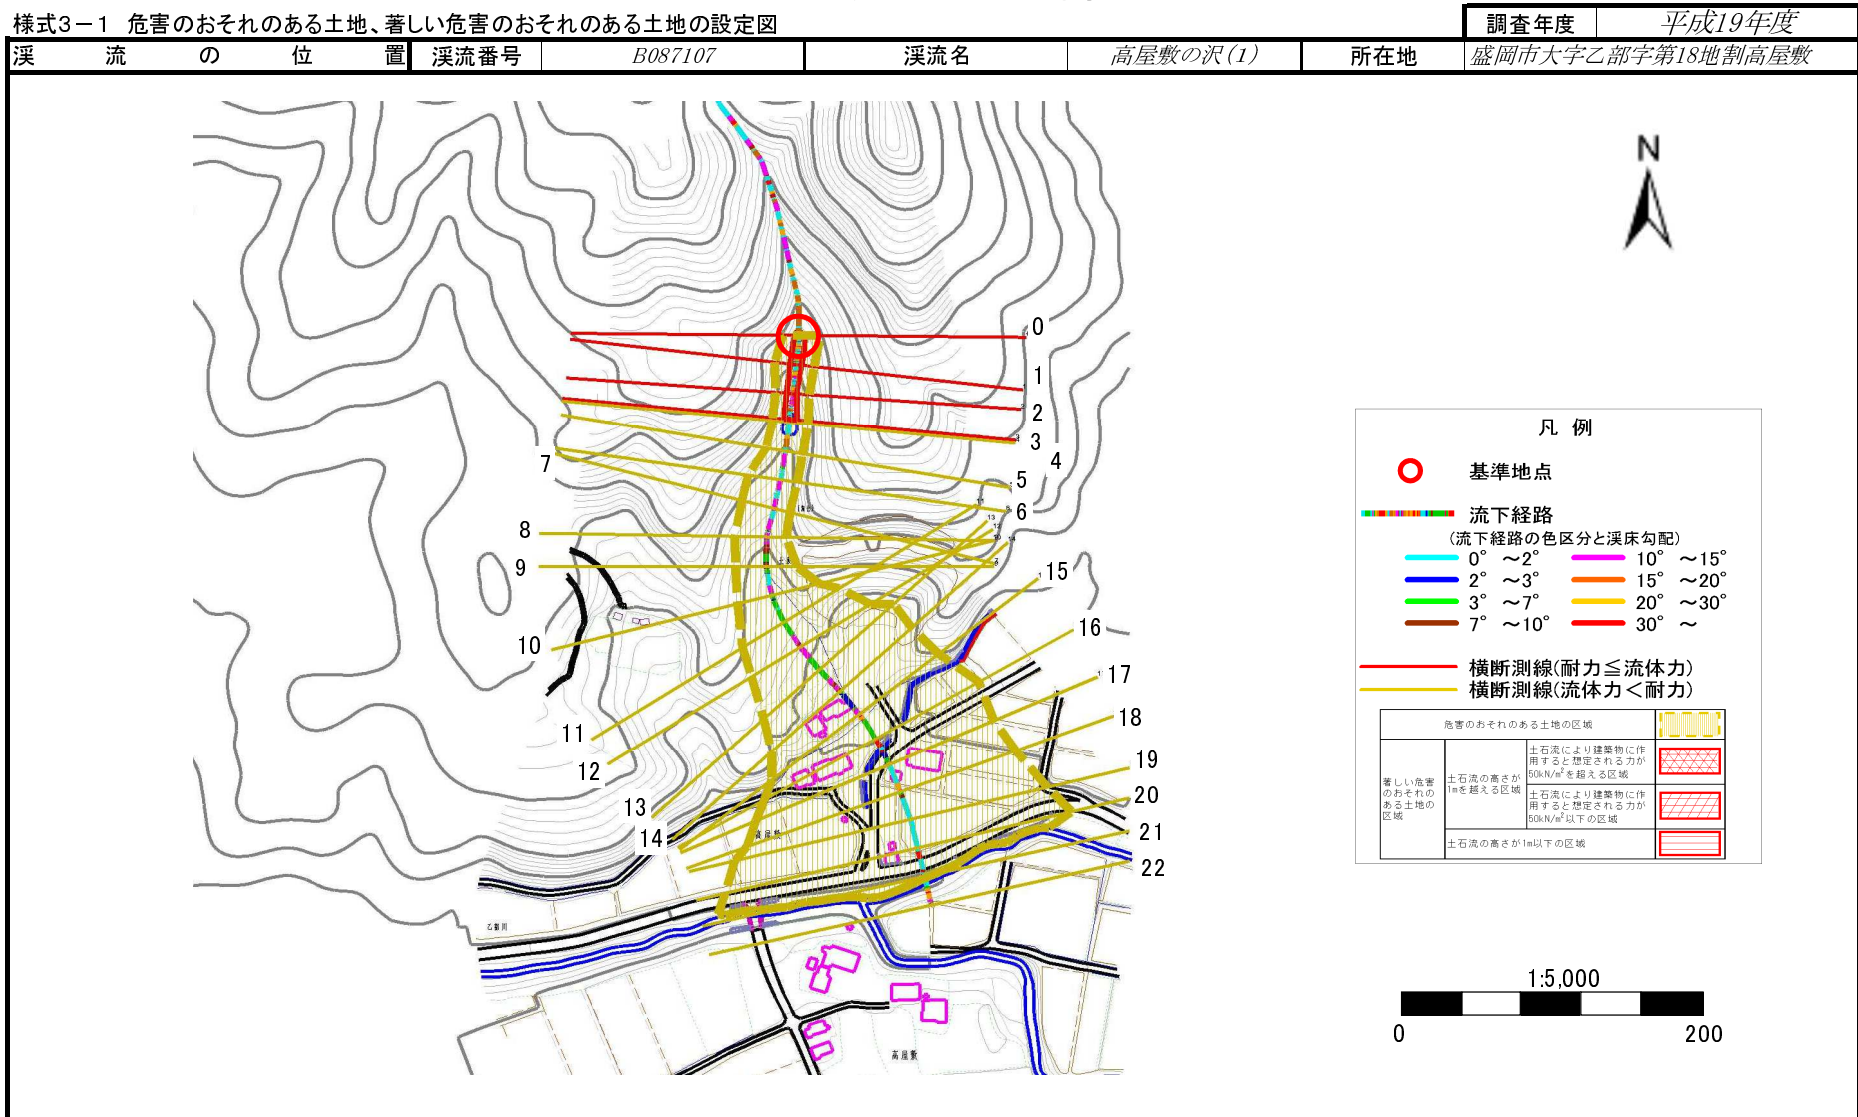 様式3－1 危害のおそれのある土地、著しい危害のおそれのある土地の設定図
調査年度 平成19年度
渓流の位置 渓流番号 B087107 渓流名 高屋敷の沢(1) 所在地 盛岡市大字乙部字第18地割高屋敷
N
0
1
2
3
4
5
6
7
8
9
10
11
12
13
14
15
16
17
18
19
20
21
22
高屋敷
乙部川
高屋敷
凡例
基準地点
流下経路
(流下経路の色区分と渓床勾配)
0° ～2° 10° ～15°
2° ～3° 15° ～20°
3° ～7° 20° ～30°
7° ～10° 30° ～
横断測線(耐力≦流体力)
横断測線(流体力＜耐力)
危害のおそれのある土地の区域
著しい危害のおそれのある土地の区域
土石流の高さが1mを超える区域
土石流により建築物に作用すると想定される力が50kN/m²を超える区域
土石流により建築物に作用すると想定される力が50kN/m²以下の区域
土石流の高さが1m以下の区域
1:5,000
0 200